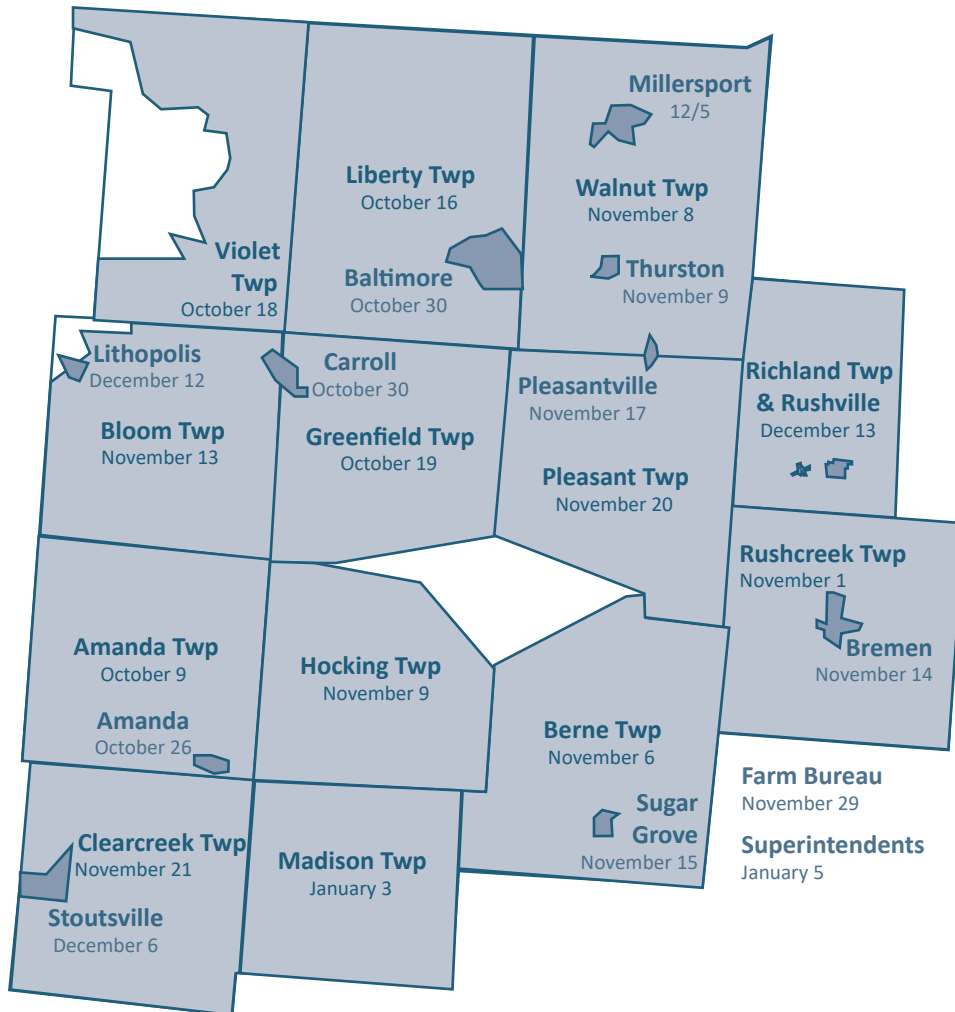 Millersport
12/5
Liberty Twp
October 16
Walnut Twp
November 8
Violet
Twp
October 18
Baltimore
October 30
Thurston
November 9
Lithopolis
December 12
Carroll
October 30
Pleasantville
November 17
Richland Twp
& Rushville
December 13
Bloom Twp
November 13
Greenfield Twp
October 19
Pleasant Twp
November 20
Rushcreek Twp
November 1
Bremen
November 14
Amanda Twp
October 9
Hocking Twp
November 9
Amanda
October 26
Berne Twp
November 6
Farm Bureau
November 29
Sugar
Grove
November 15
Superintendents
January 5
Clearcreek Twp
November 21
Madison Twp
January 3
Stoutsville
December 6